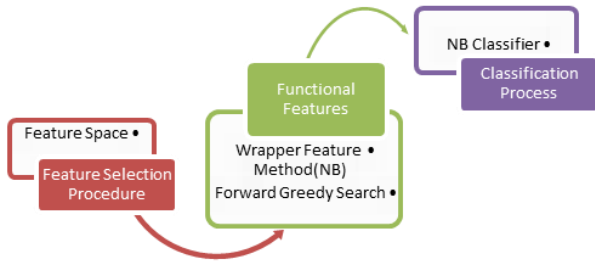 Feature Space •
Feature Selection
Procedure
Functional
Features
Wrapper Feature •
Method(NB)
Forward Greedy Search •
NB Classifier •
Classification
Process